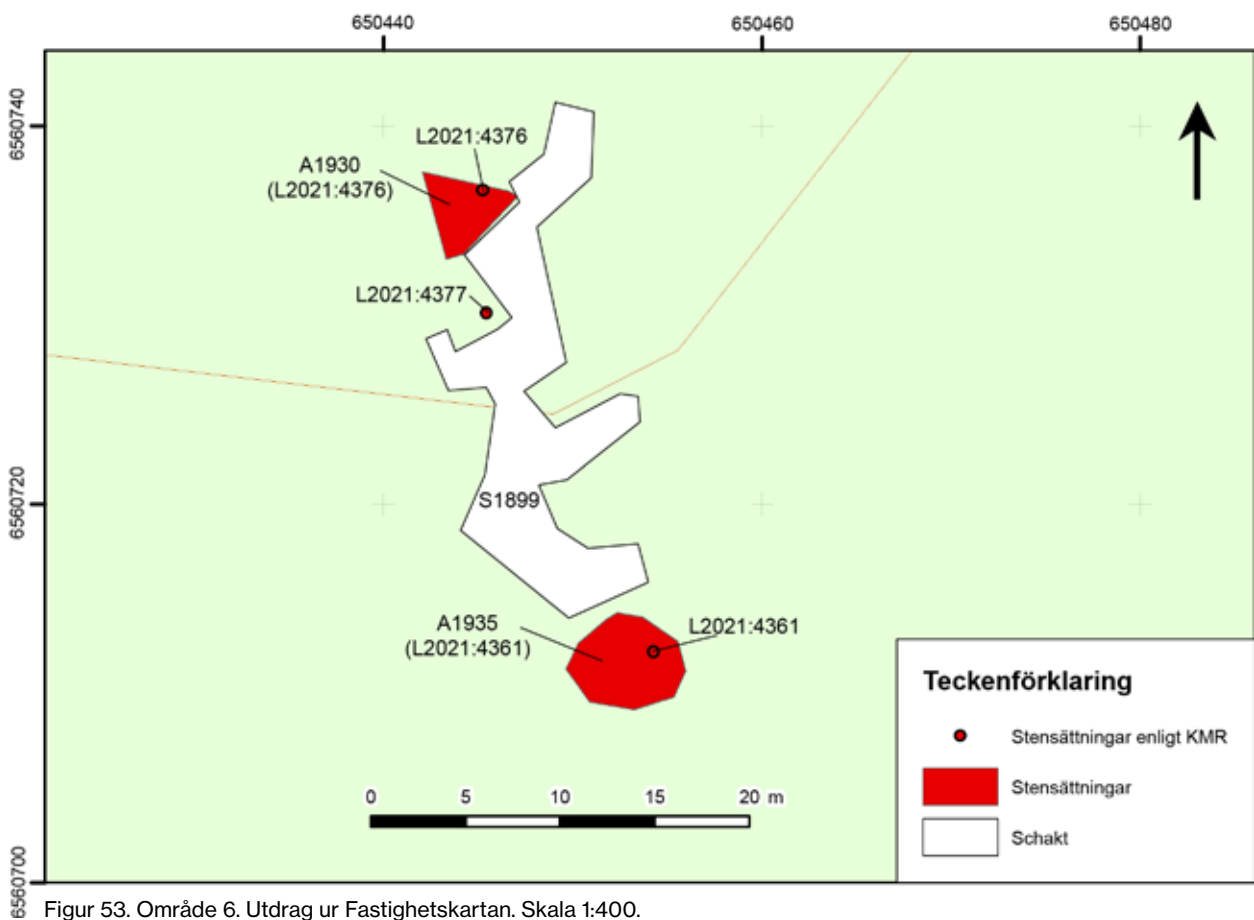 650440
650460
650480
6560740
L2021:4376
A1930
(L2021:4376)
L2021:4377
6560720
S1899
A1935
(L2021:4361)
L2021:4361
Teckenförklaring
Stensättningar enligt KMR
Stensättningar
Schakt
0 5 10 15 20 m
6560700
Figur 53. Område 6. Utdrag ur Fastighetskartan. Skala 1:400.